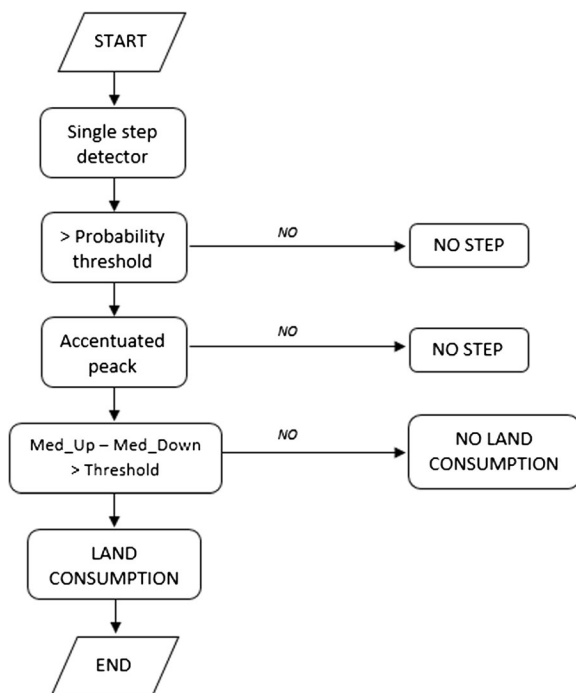 START
Single step
detector
> Probability
threshold
NO
NO STEP
Accentuated
peack
NO
NO STEP
Med_Up – Med_Down
> Threshold
NO
NO LAND
CONSUMPTION
LAND
CONSUMPTION
END